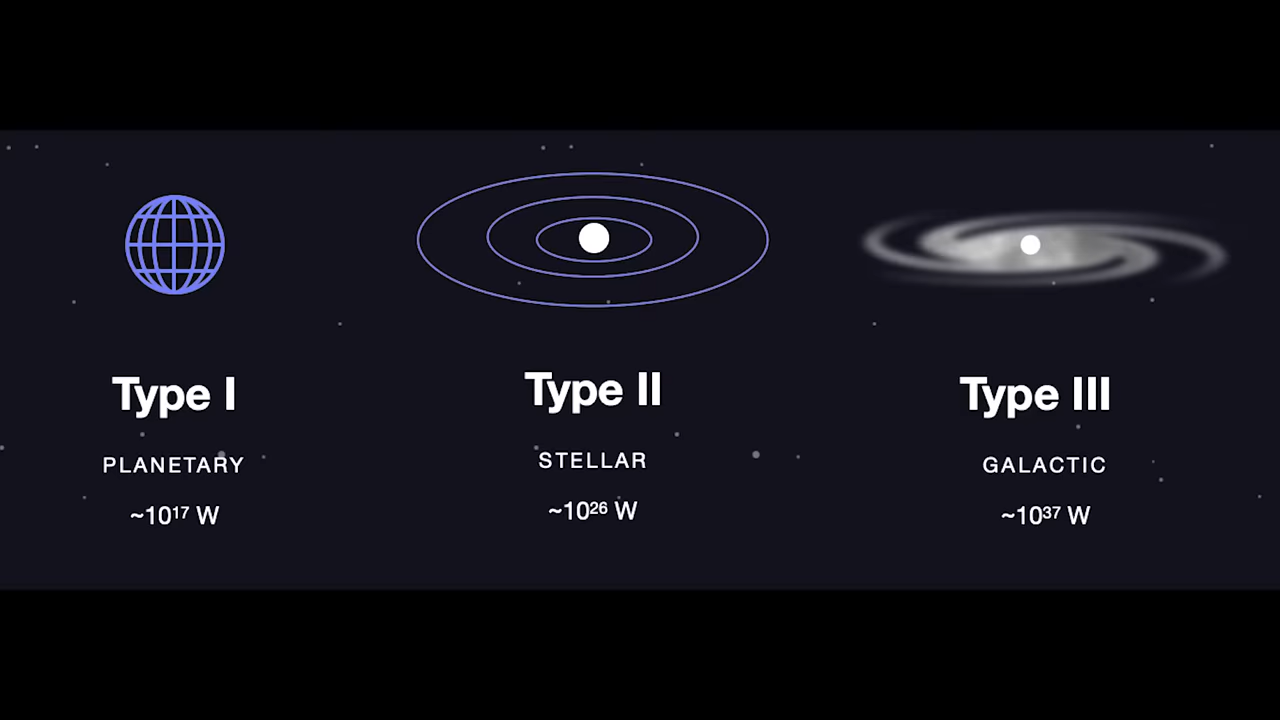 Type I
PLANETARY
~10¹⁷ W
Type II
STELLAR
~10²⁶ W
Type III
GALACTIC
~10³⁷ W